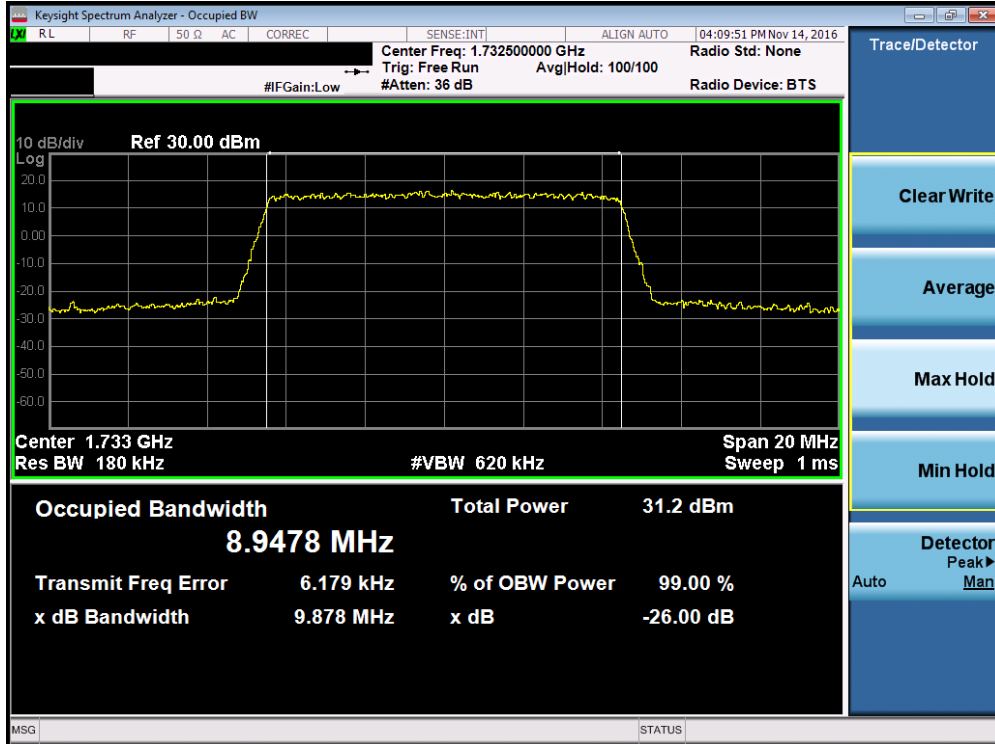 Keysight Spectrum Analyzer - Occupied BW
LXI RL RF 50 Ω AC CORREC SENSE:INT ALIGN AUTO 04:09:51 PM Nov 14, 2016
Center Freq: 1.732500000 GHz Radio Std: None
Trig: Free Run Avg|Hold: 100/100
#IFGain:Low #Atten: 36 dB Radio Device: BTS
10 dB/div Ref 30.00 dBm
Log
20.0
10.0
0.00
-10.0
-20.0
-30.0
-40.0
-50.0
-60.0
Center 1.733 GHz Span 20 MHz
Res BW 180 kHz #VBW 620 kHz Sweep 1 ms
Occupied Bandwidth Total Power 31.2 dBm
8.9478 MHz
Transmit Freq Error 6.179 kHz % of OBW Power 99.00 %
x dB Bandwidth 9.878 MHz x dB -26.00 dB
MSG STATUS
Trace/Detector
Clear Write
Average
Max Hold
Min Hold
Detector
Peak▶
Auto Man